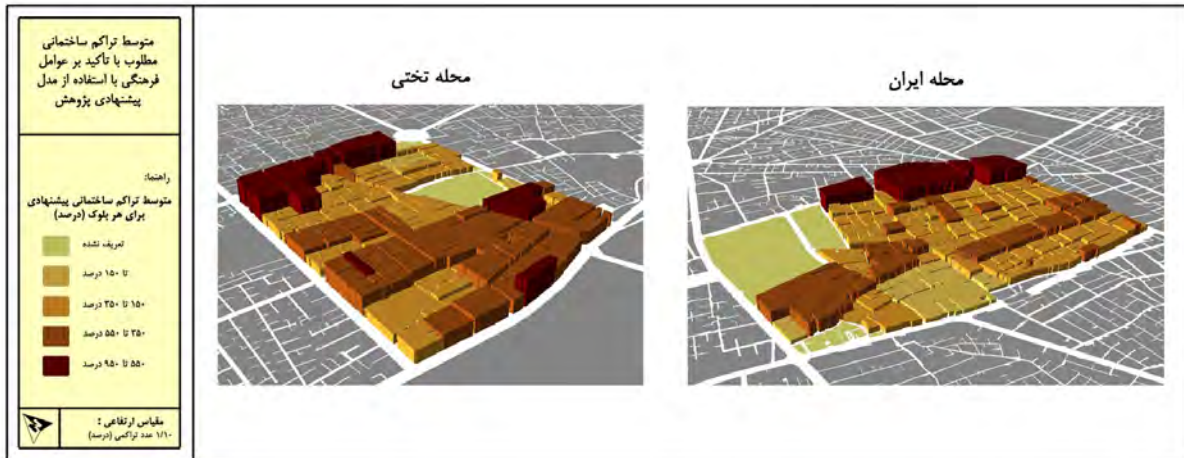 متوسط تراکم ساختمانی
مطلوب با تأکید بر عوامل
فرهنگی با استفاده از مدل
پیشنهادی پژوهش
راهنما:
متوسط تراکم ساختمانی پیشنهادی
برای هر بلوک (درصد)
تعریف نشده
تا ۱۵۰ درصد
۱۵۰ تا ۳۵۰ درصد
۳۵۰ تا ۵۵۰ درصد
۵۵۰ تا ۹۵۰ درصد
مقیاس ارتفاعی :
۱/۱۰ عدد تراکمی (درصد)
محله تختی
محله ایران